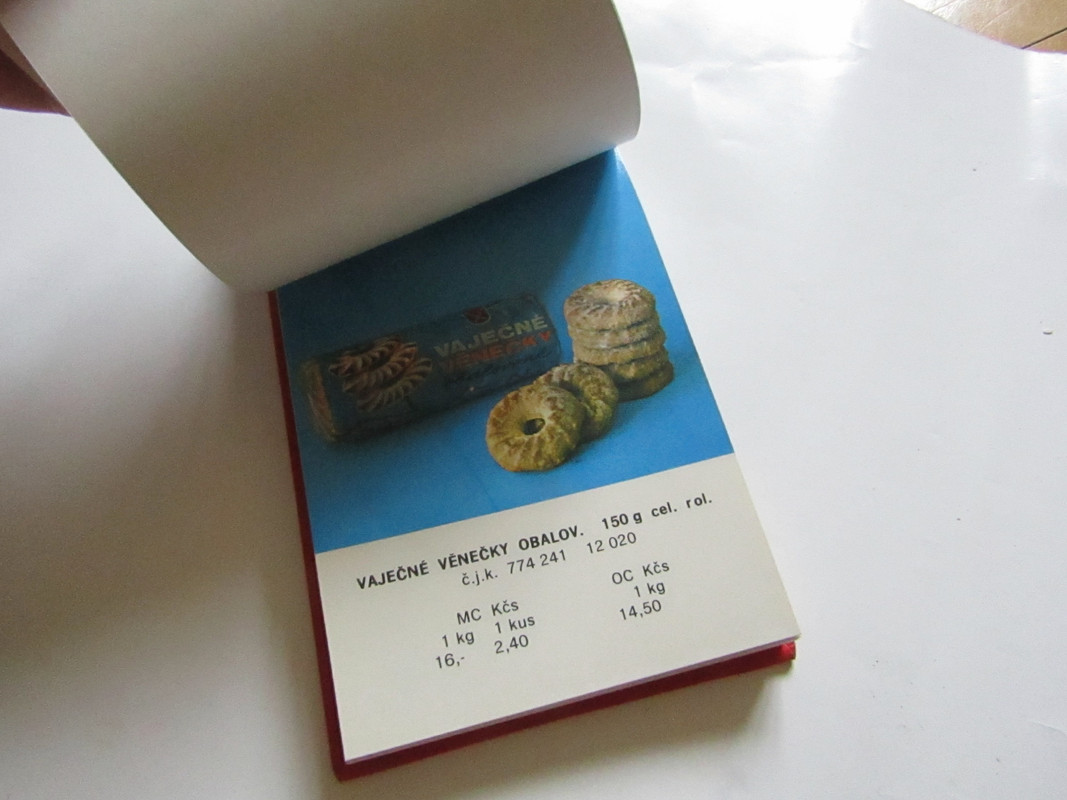 VAJEČNÉ
VĚNEČKY
VAJEČNÉ VĚNEČKY OBALOV. 150 g cel. rol.
č.j.k. 774 241 12 020
MC Kčs OC Kčs
1 kg 1 kus 1 kg
16,- 2,40 14,50